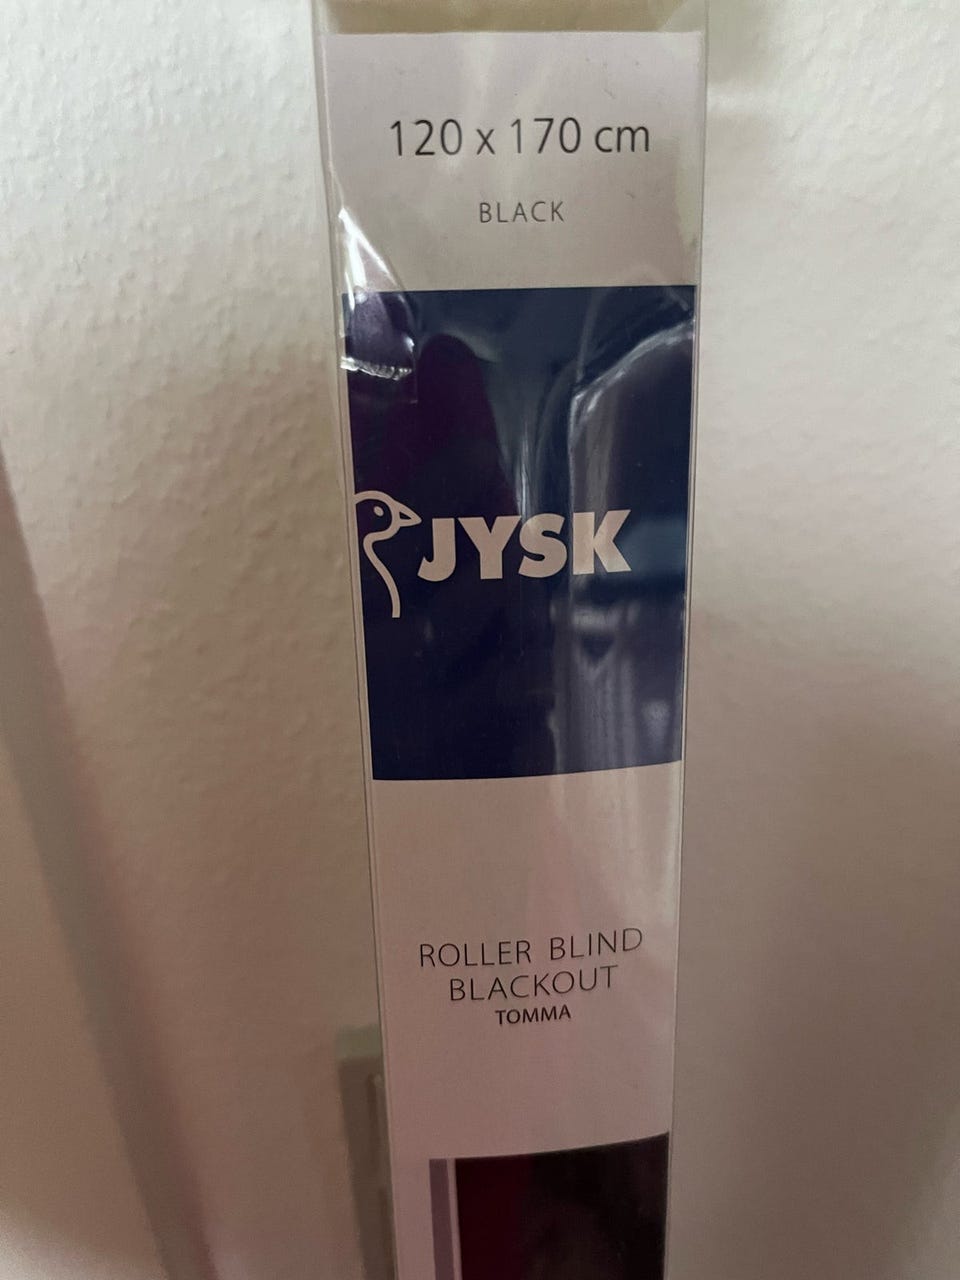 120 x 170 cm
BLACK
JYSK
ROLLER BLIND
BLACKOUT
TOMMA